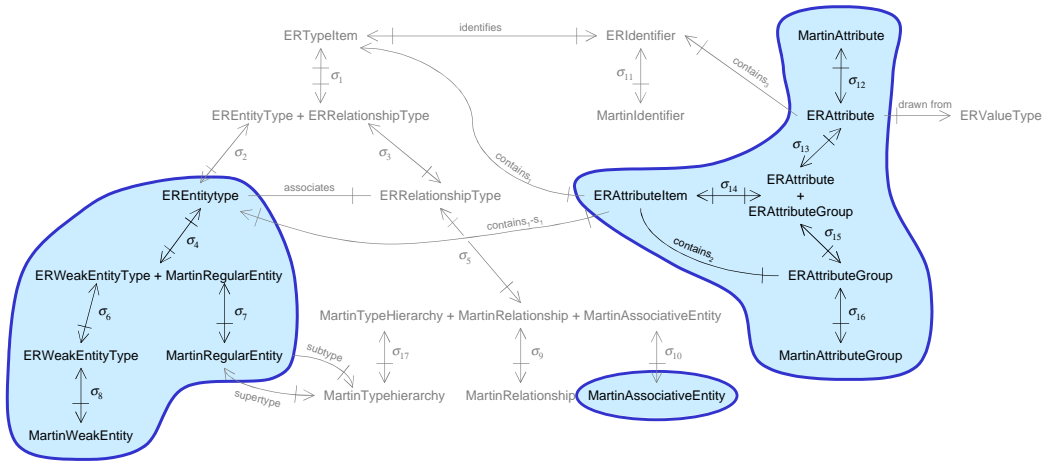 MartinAttribute
identifies
ERTypeItem
ERIdentifier
σ1
σ11
contains3
σ12
EREntityType + ERRelationshipType
MartinIdentifier
ERAttribute
drawn from
ERValueType
σ2
σ3
contains1
σ13
ERAttribute
+
ERAttributeGroup
EREntitytype
associates
ERRelationshipType
ERAttributeItem
σ14
contains1-s1
σ4
σ5
contains2
σ15
ERWeakEntityType + MartinRegularEntity
ERAttributeGroup
σ6
σ7
MartinTypeHierarchy + MartinRelationship + MartinAssociativeEntity
σ16
ERWeakEntityType
MartinRegularEntity
subtype
σ17
σ9
σ10
MartinAttributeGroup
σ8
supertype
MartinTypehierarchy
MartinRelationship
MartinAssociativeEntity
MartinWeakEntity